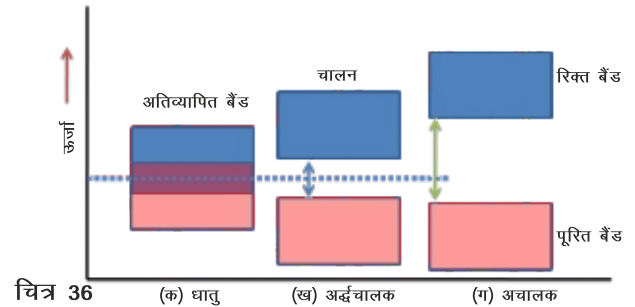 चालन
रिक्त बैंड
अतिव्यापित बैंड
ऊर्जा
पूरित बैंड
चित्र 36
(क) धातु
(ख) अर्द्धचालक
(ग) अचालक